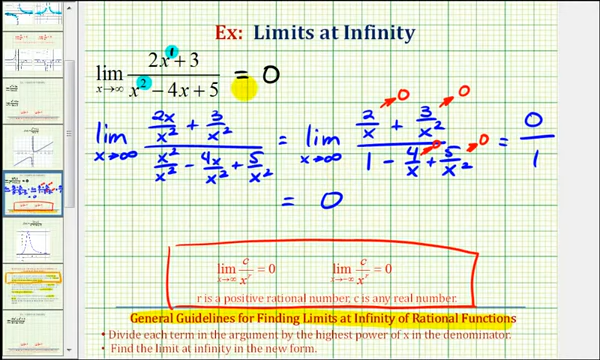 Ex: Limits at Infinity
lim x→∞ (2x¹ + 3)/(x² − 4x + 5) = 0
lim x→∞ (2x/x² + 3/x²)/(x²/x² − 4x/x² + 5/x²) = lim x→∞ (2/x →0 + 3/x² →0)/(1 − 4/x →0 + 5/x² →0) = 0/1
= 0
lim x→∞ c/xʳ = 0 lim x→−∞ c/xʳ = 0
r is a positive rational number, c is any real number.
General Guidelines for Finding Limits at Infinity of Rational Functions
• Divide each term in the argument by the highest power of x in the denominator.
• Find the limit at infinity in the new form.